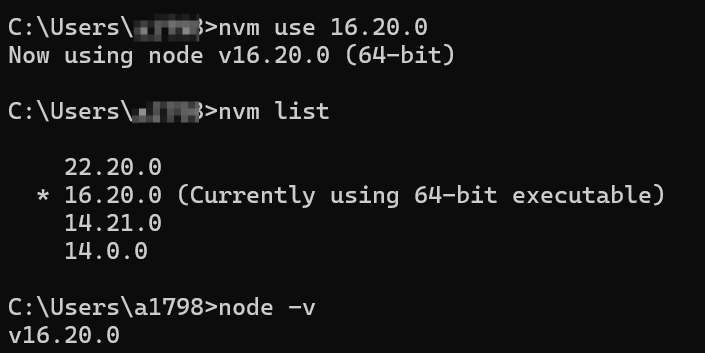 C:\Users\ >nvm use 16.20.0
Now using node v16.20.0 (64-bit)
C:\Users\ >nvm list
22.20.0
* 16.20.0 (Currently using 64-bit executable)
14.21.0
14.0.0
C:\Users\a1798>node -v
v16.20.0